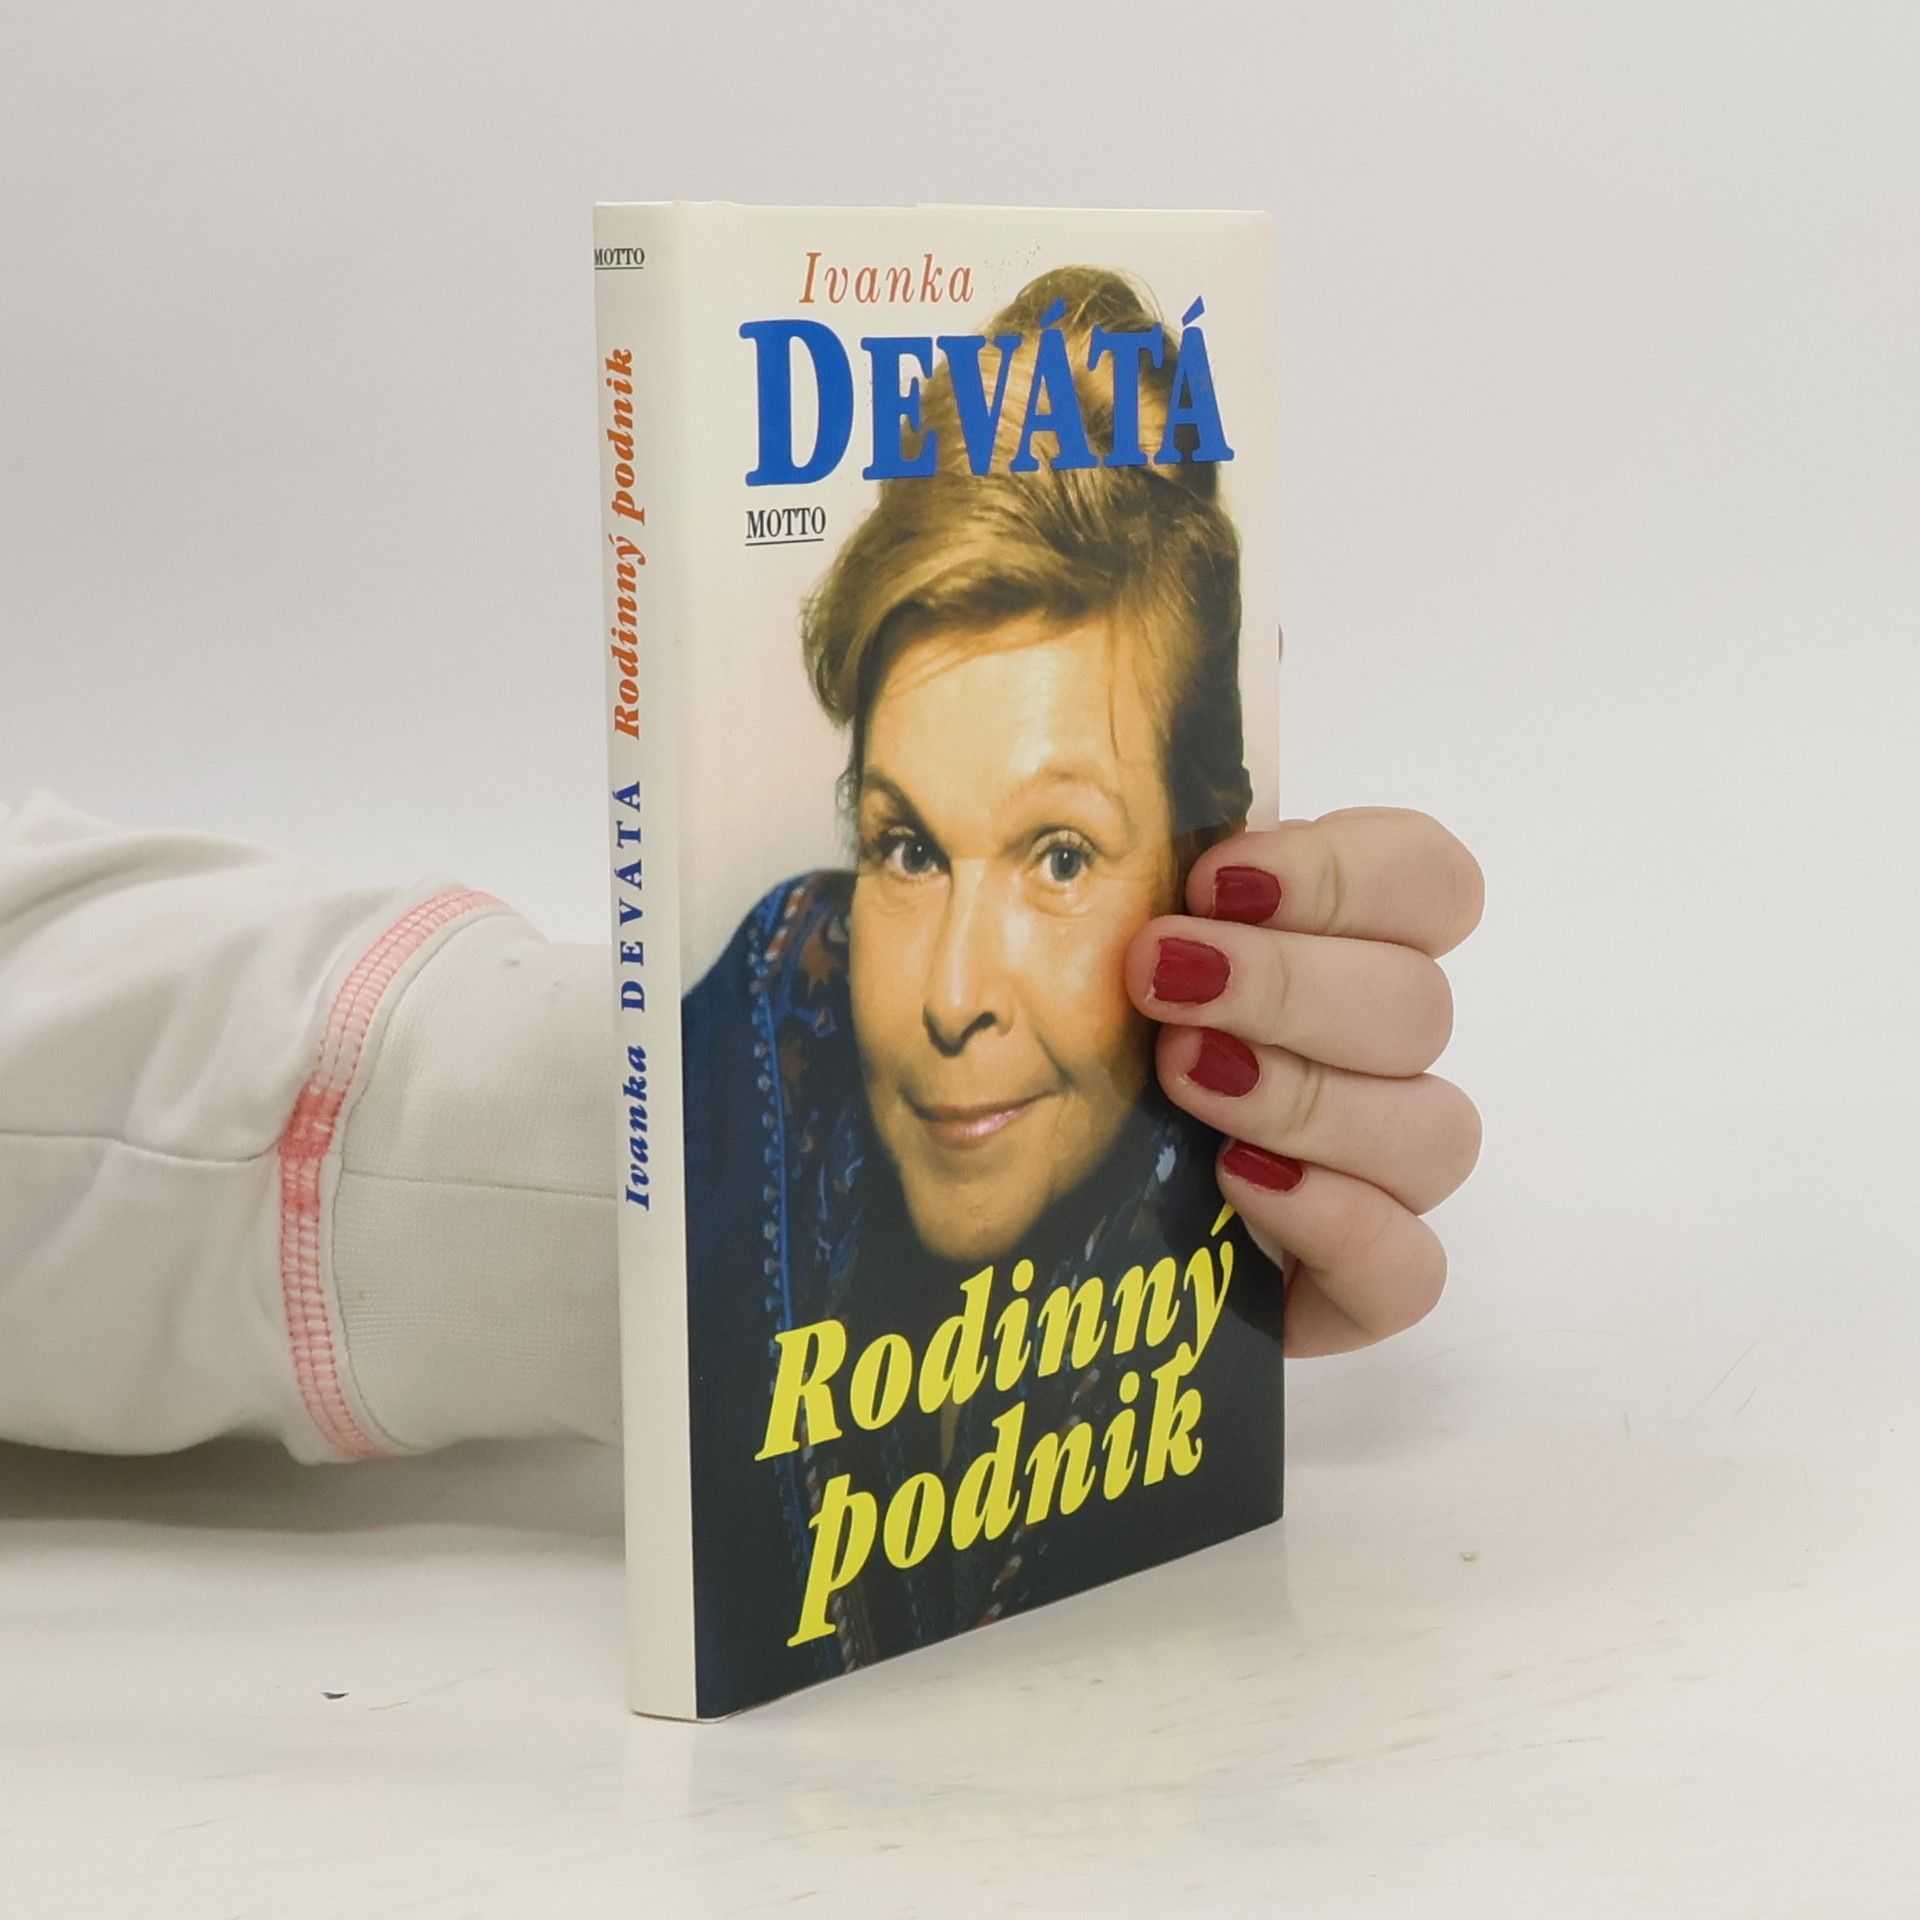 MOTTO
Ivanka DEVÁTÁ Rodinný podnik
Ivanka
DEVÁTÁ
MOTTO
Rodinný
podnik